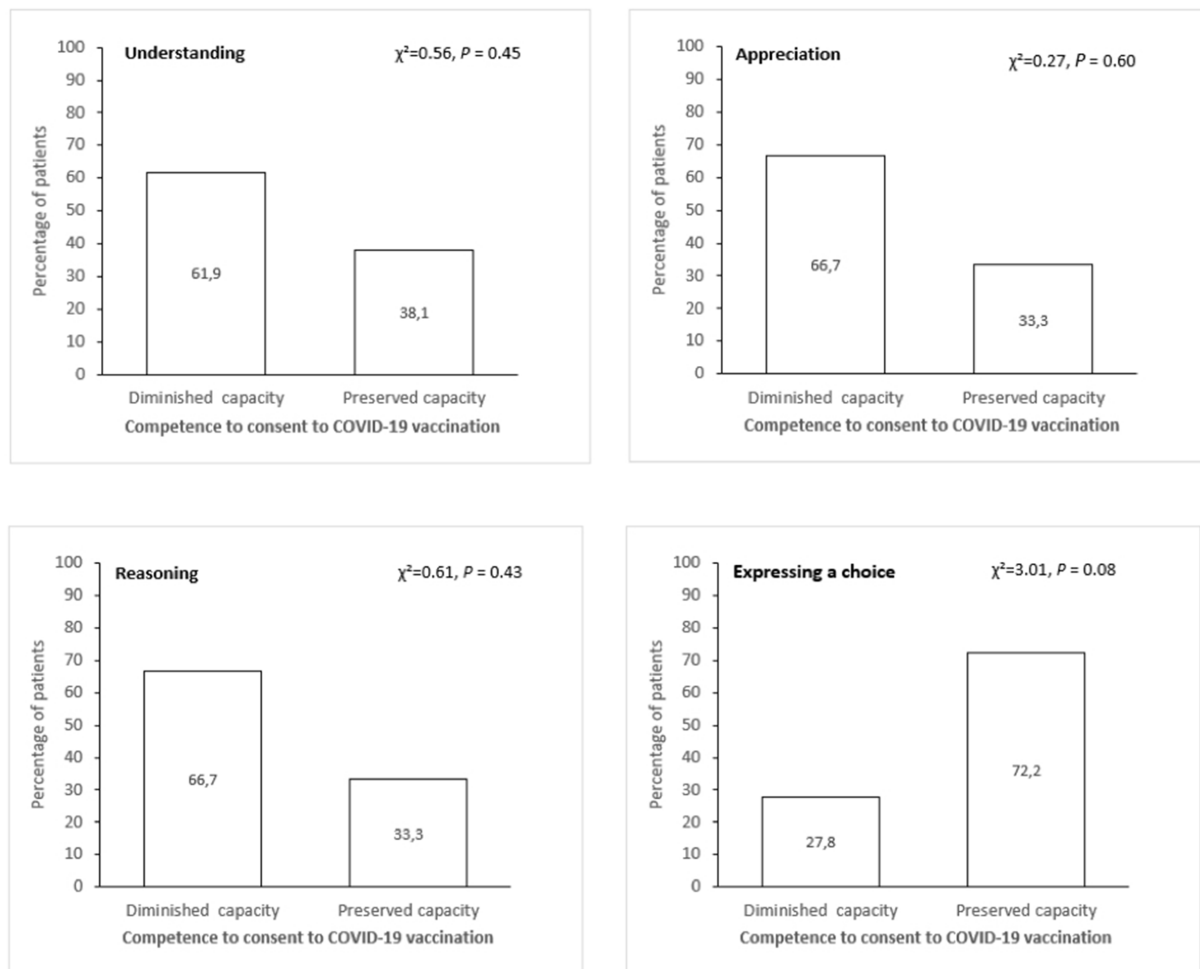 Understanding
χ²=0.56, P = 0.45
Percentage of patients
100
90
80
70
60
50
40
30
20
10
0
61,9
38,1
Diminished capacity
Preserved capacity
Competence to consent to COVID-19 vaccination
Appreciation
χ²=0.27, P = 0.60
Percentage of patients
100
90
80
70
60
50
40
30
20
10
0
66,7
33,3
Diminished capacity
Preserved capacity
Competence to consent to COVID-19 vaccination
Reasoning
χ²=0.61, P = 0.43
Percentage of patients
100
90
80
70
60
50
40
30
20
10
0
66,7
33,3
Diminished capacity
Preserved capacity
Competence to consent to COVID-19 vaccination
Expressing a choice
χ²=3.01, P = 0.08
Percentage of patients
100
90
80
70
60
50
40
30
20
10
0
27,8
72,2
Diminished capacity
Preserved capacity
Competence to consent to COVID-19 vaccination